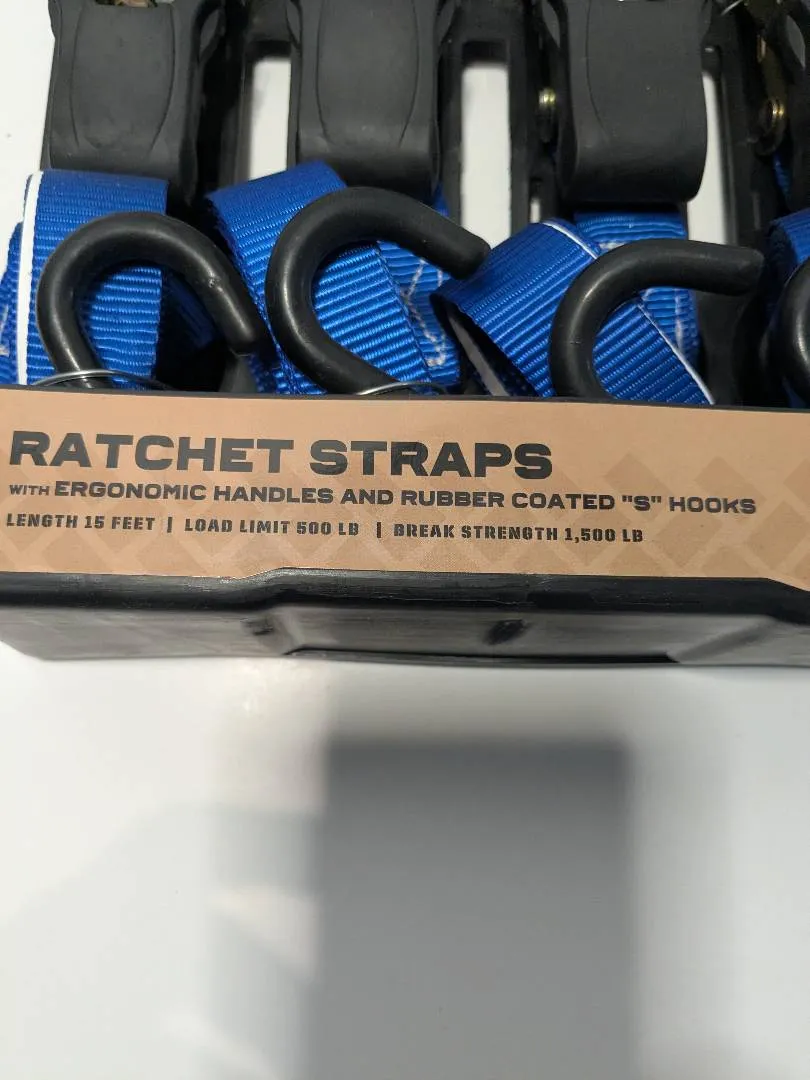 RATCHET STRAPS
WITH ERGONOMIC HANDLES AND RUBBER COATED "S" HOOKS
LENGTH 15 FEET | LOAD LIMIT 500 LB | BREAK STRENGTH 1,500 LB